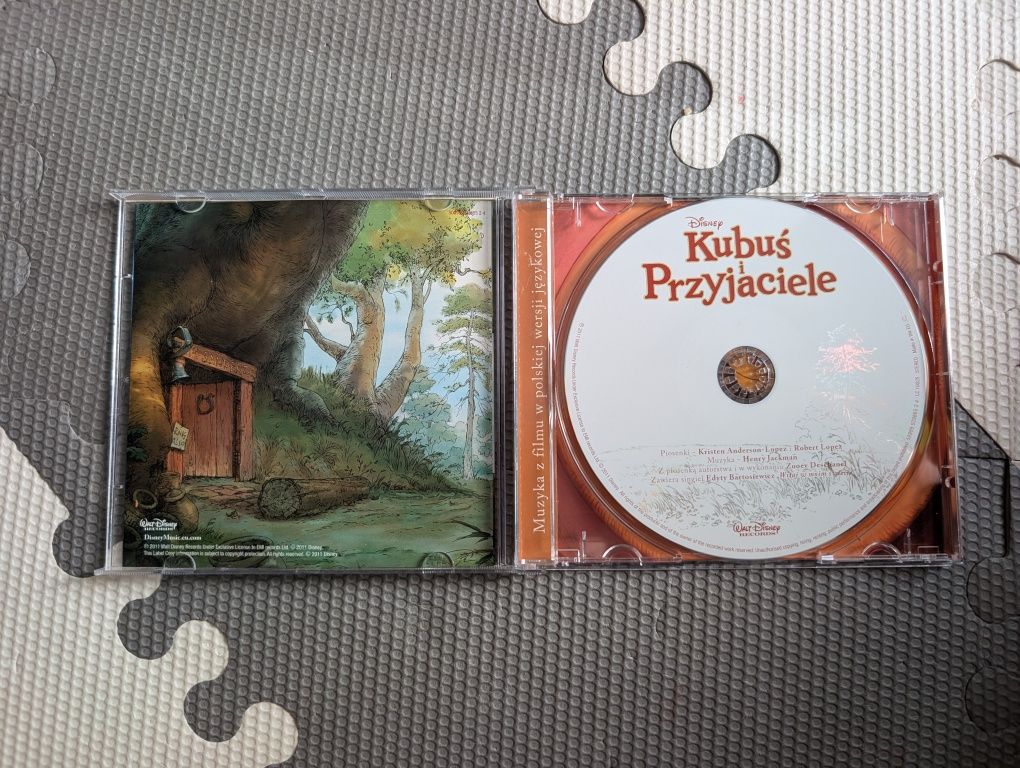 Walt Disney
RECORDS
DisneyMusic.eu.com
℗ 2011 Walt Disney Records Under Exclusive License to EMI records Ltd. © 2011 Disney.
This Label Copy Information is subject to copyright protection. All rights reserved. © 2011 Disney
Muzyka z filmu w polskiej wersji językowej
Disney
Kubuś
i
Przyjaciele
Piosenki - Kristen Anderson-Lopez i Robert Lopez
Muzyka - Henry Jackman
Z piosenką autorstwa i w wykonaniu Zooey Deschanel
Zawiera singiel Edyty Bartosiewicz
Walt Disney
RECORDS